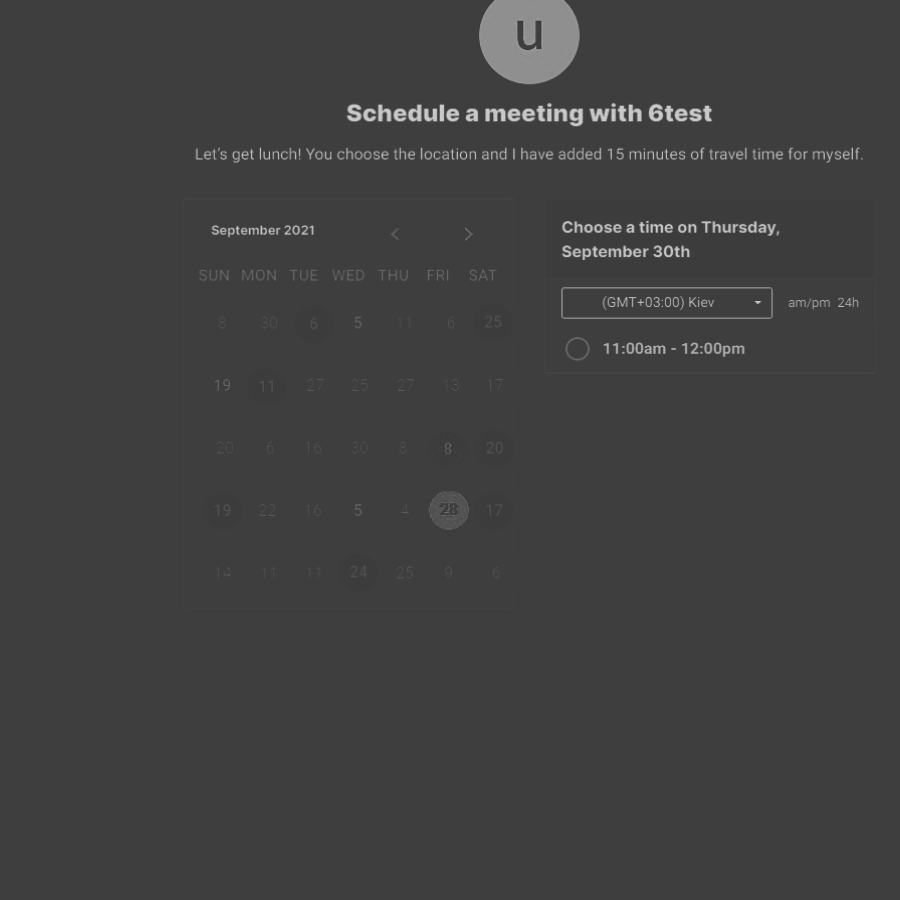 u
Schedule a meeting with 6test
Let's get lunch! You choose the location and I have added 15 minutes of travel time for myself.
September 2021
SUN MON TUE WED THU FRI SAT
8 30 6 5 11 6 25
19 11 27 25 27 13 17
20 6 16 30 8 8 20
19 22 16 5 4 28 17
14 11 11 24 25 9 6
Choose a time on Thursday,
September 30th
(GMT+03:00) Kiev am/pm 24h
11:00am - 12:00pm